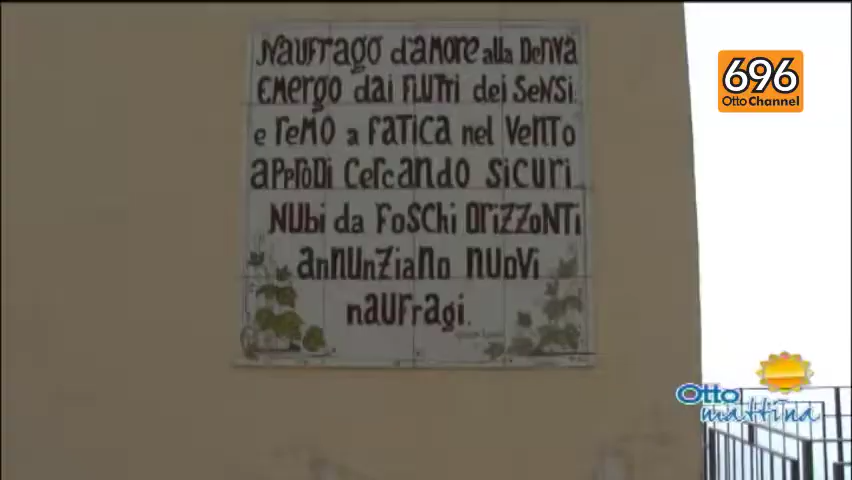 Naufrago d'amore alla deriva
emergo dai flutti dei sensi
e remo a fatica nel vento
approdi cercando sicuri.
Nubi da foschi orizzonti
annunziano nuovi
naufragi.
696
Otto Channel
Otto
mattina